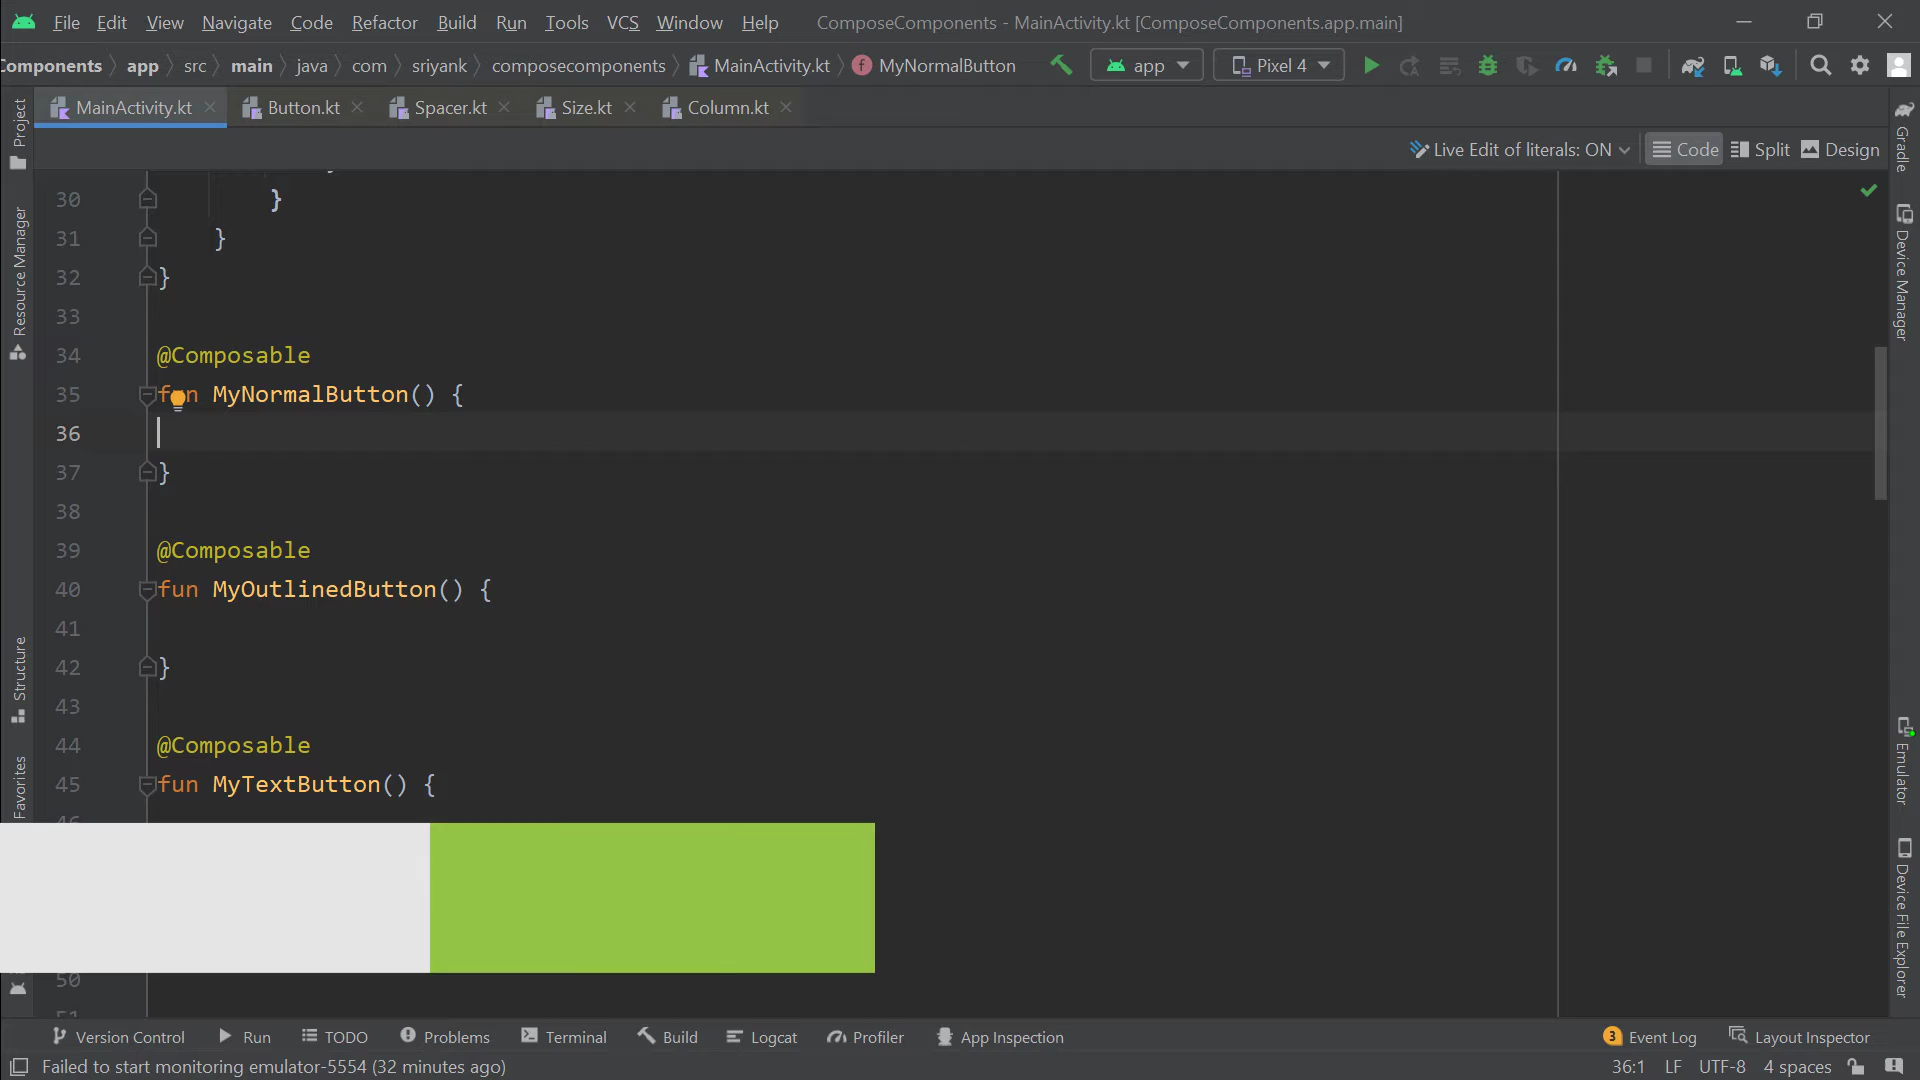 File Edit View Navigate Code Refactor Build Run Tools VCS Window Help ComposeComponents - MainActivity.kt [ComposeComponents.app.main]
Components app src main java com sriyank composecomponents MainActivity.kt MyNormalButton app Pixel 4
MainActivity.kt Button.kt Spacer.kt Size.kt Column.kt
Live Edit of literals: ON Code Split Design
Project
Resource Manager
Structure
Favorites
30 }
31 }
32 }
33
34 @Composable
35 fun MyNormalButton() {
36
37 }
38
39 @Composable
40 fun MyOutlinedButton() {
41
42 }
43
44 @Composable
45 fun MyTextButton() {
50
Gradle
Device Manager
Emulator
Device File Explorer
Version Control Run TODO Problems Terminal Build Logcat Profiler App Inspection 3 Event Log Layout Inspector
Failed to start monitoring emulator-5554 (32 minutes ago) 36:1 LF UTF-8 4 spaces